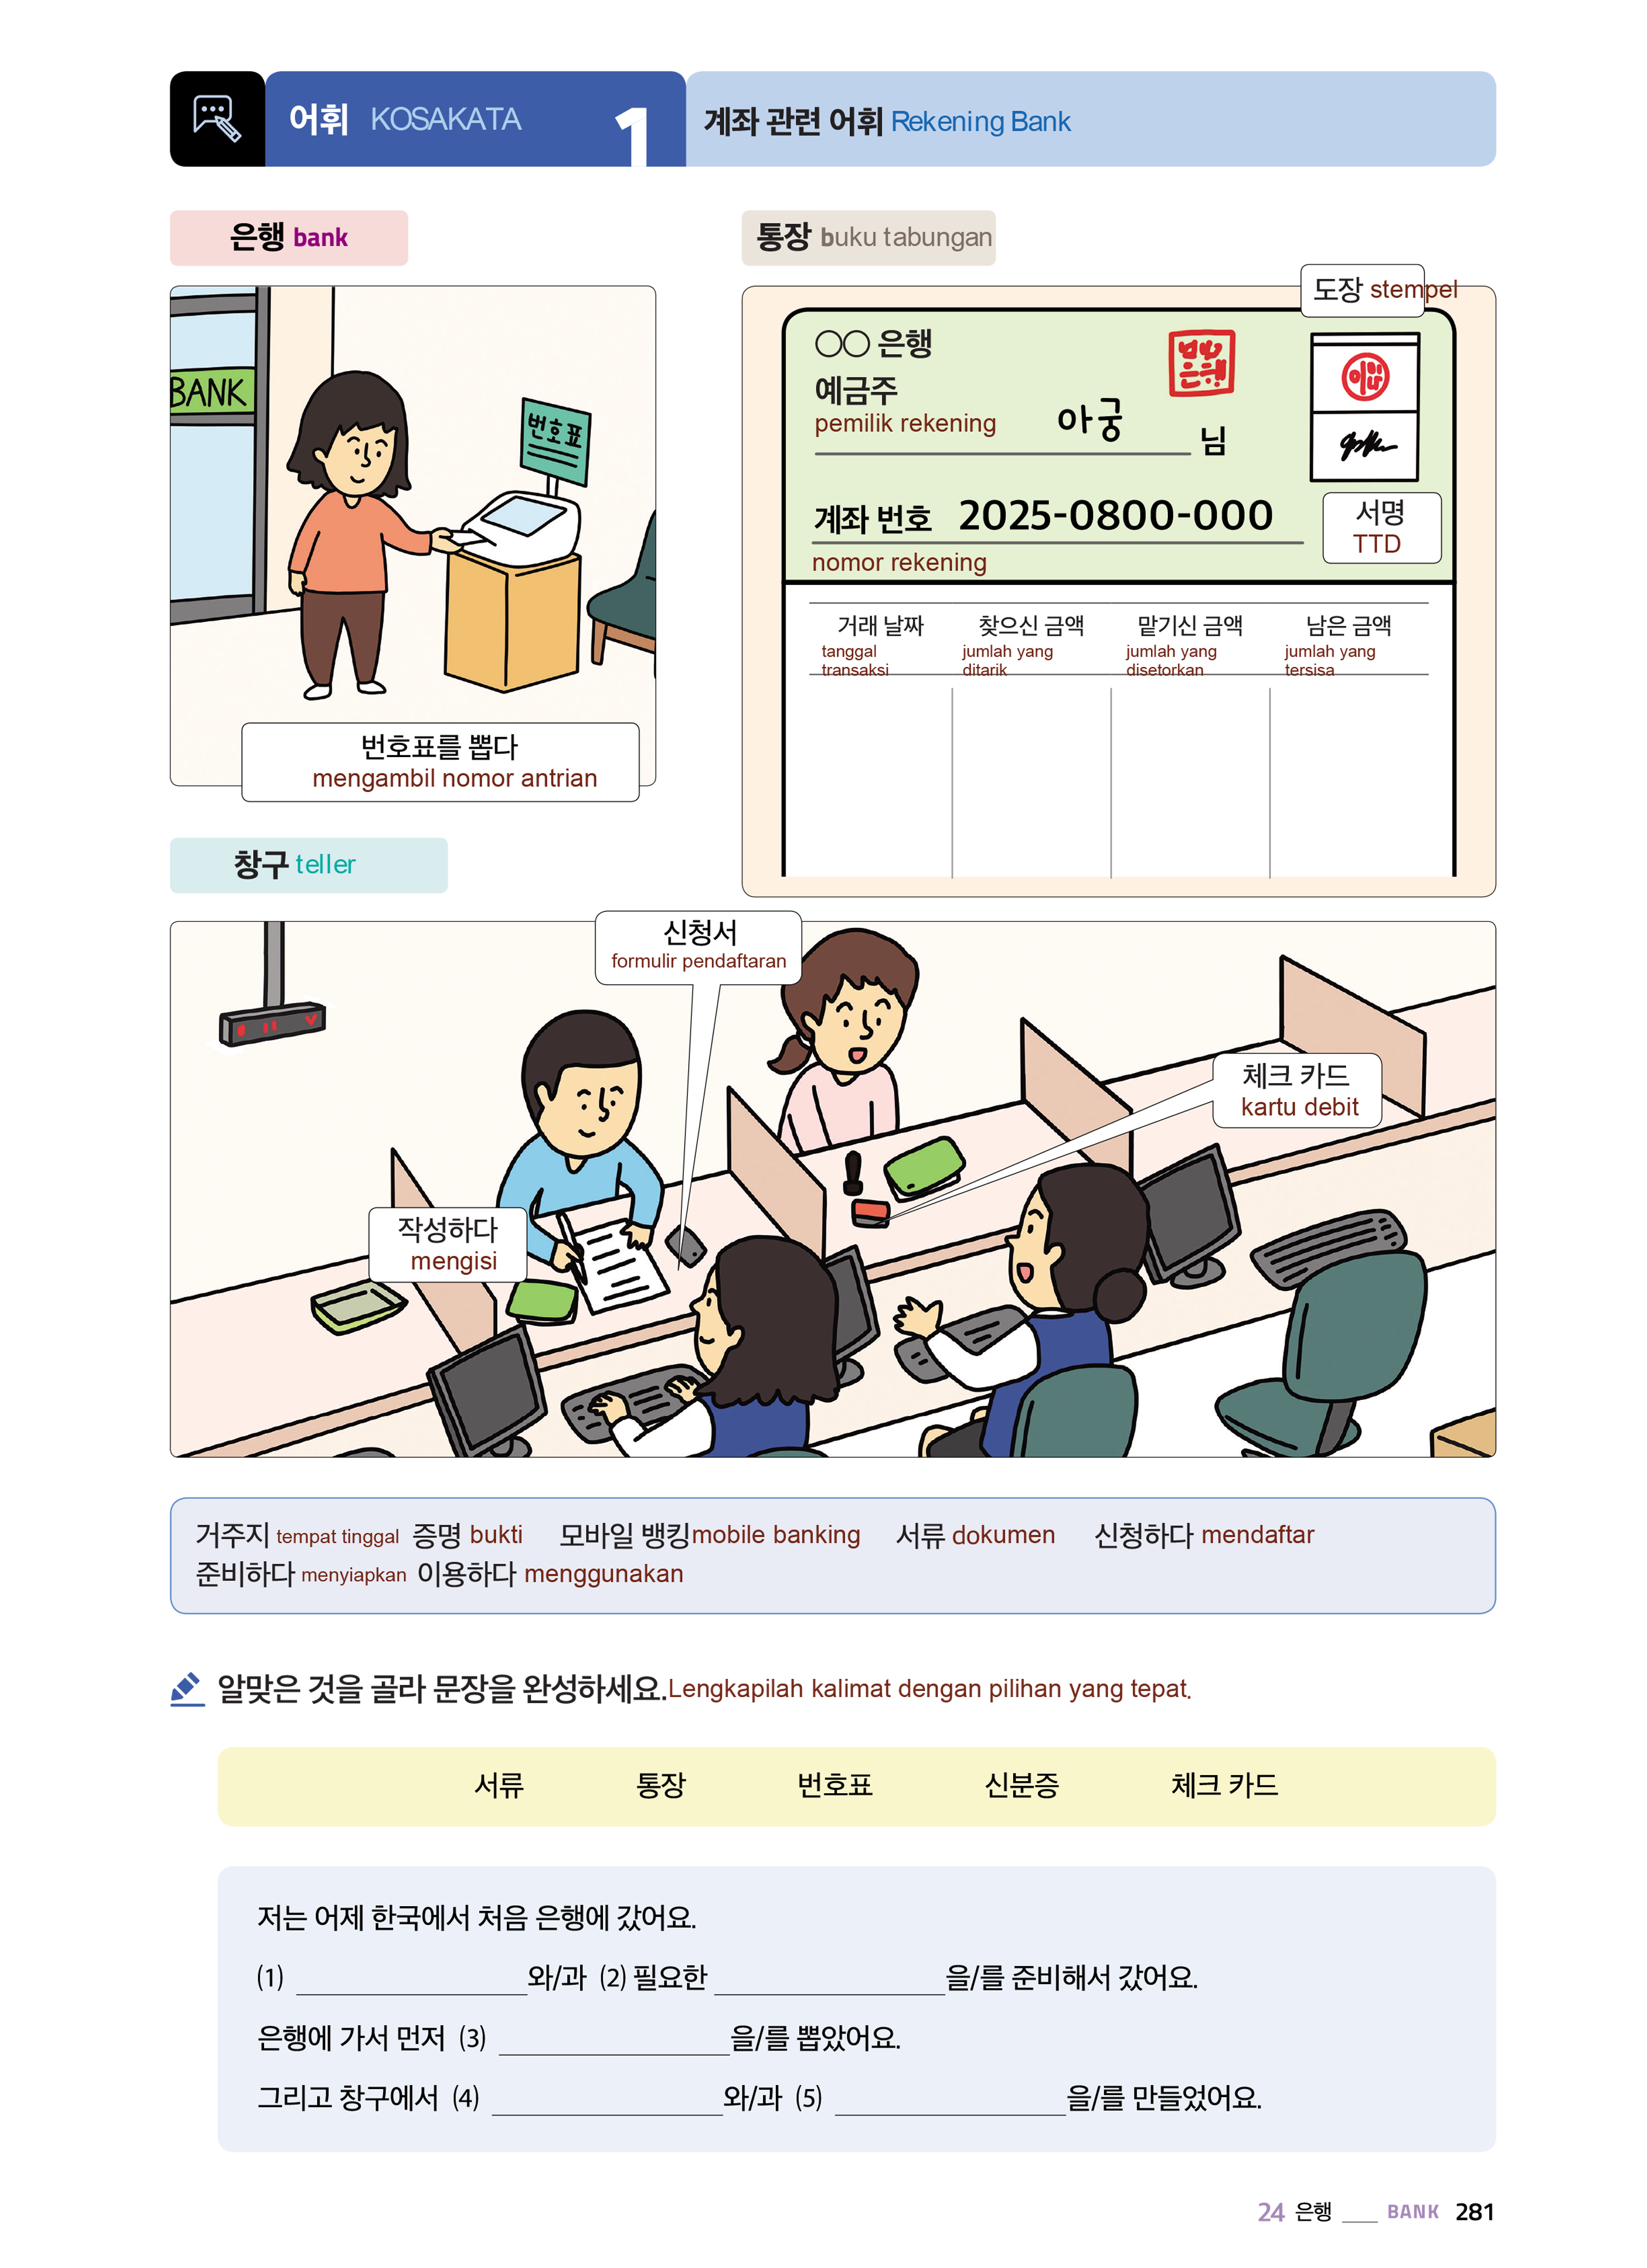 어휘 KOSAKATA 1 계좌 관련 어휘 Rekening Bank
은행 bank
BANK
번호표
번호표를 뽑다
mengambil nomor antrian
통장 buku tabungan
도장 stempel
○○ 은행
예금주
pemilik rekening
아궁 님
계좌 번호 2025-0800-000
nomor rekening
서명
TTD
거래 날짜 찾으신 금액 맡기신 금액 남은 금액
tanggal jumlah yang jumlah yang jumlah yang
transaksi ditarik disetorkan tersisa
창구 teller
신청서
formulir pendaftaran
체크 카드
kartu debit
작성하다
mengisi
거주지 tempat tinggal 증명 bukti 모바일 뱅킹mobile banking 서류 dokumen 신청하다 mendaftar
준비하다 menyiapkan 이용하다 menggunakan
알맞은 것을 골라 문장을 완성하세요.Lengkapilah kalimat dengan pilihan yang tepat.
서류 통장 번호표 신분증 체크 카드
저는 어제 한국에서 처음 은행에 갔어요.
(1) ________ 와/과 (2) 필요한 ________ 을/를 준비해서 갔어요.
은행에 가서 먼저 (3) ________ 을/를 뽑았어요.
그리고 창구에서 (4) ________ 와/과 (5) ________ 을/를 만들었어요.
24 은행 ___ BANK 281